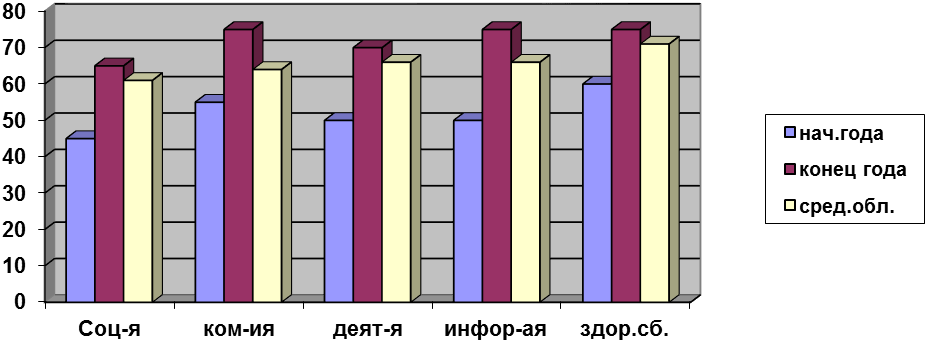 80
70
60
50
40
30
20
10
0
Соц-я ком-ия деят-я инфор-ая здор.сб.
нач.года
конец года
сред.обл.